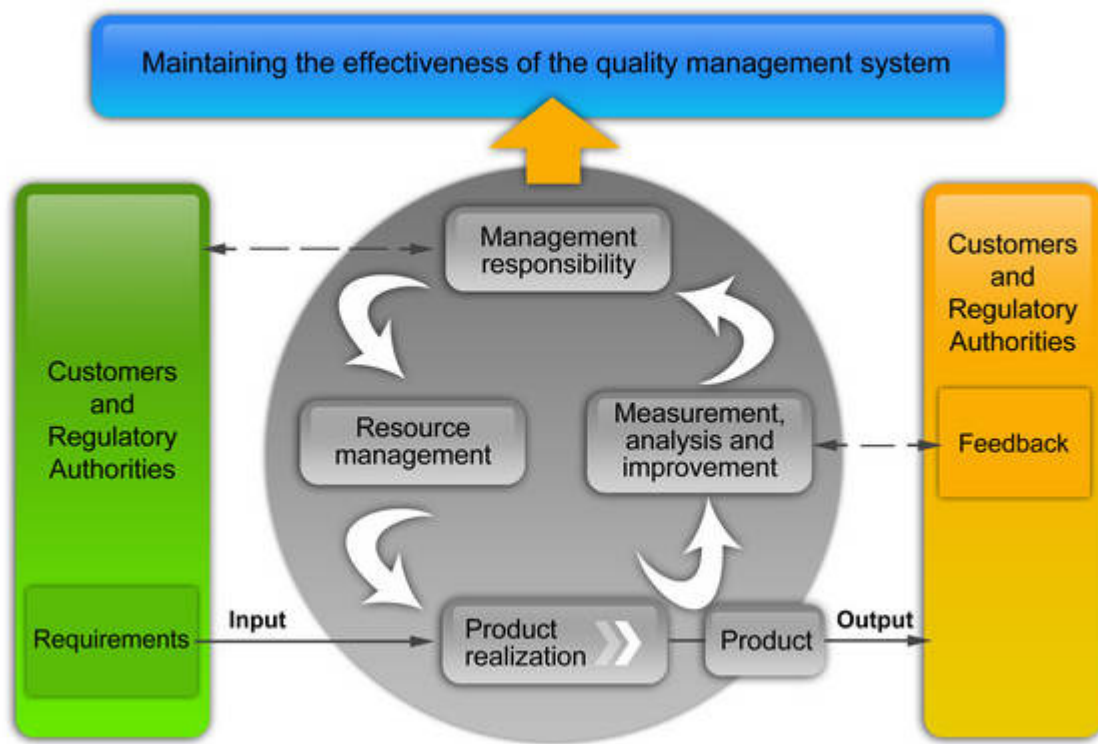 Maintaining the effectiveness of the quality management system
Customers
and
Regulatory
Authorities
Requirements
Input
Management
responsibility
Resource
management
Measurement,
analysis and
improvement
Product
realization
Product
Output
Customers
and
Regulatory
Authorities
Feedback